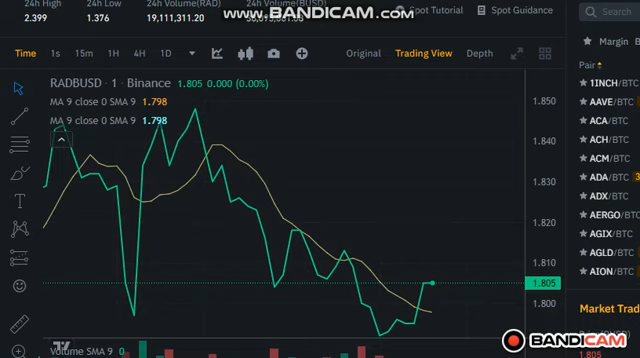 24h High 24h Low 24h Volume(RAD)
2.399 1.376 19,111,311.20
WWW.BANDICAM.COM
Spot Tutorial Spot Guidance
Search
Time 1s 15m 1H 4H 1D Original Trading View Depth
Margin
Pair
RADBUSD · 1 · Binance 1.805 0.000 (0.00%)
MA 9 close 0 SMA 9 1.798
MA 9 close 0 SMA 9 1.798
1.850
1.840
1.830
1.820
1.810
1.805
1.800
1INCH/BTC
AAVE/BTC
ACA/BTC
ACH/BTC
ACM/BTC
ADA/BTC
ADX/BTC
AERGO/BTC
AGIX/BTC
AGLD/BTC
AION/BTC
Market Trad
BANDICAM
Volume SMA 9 0